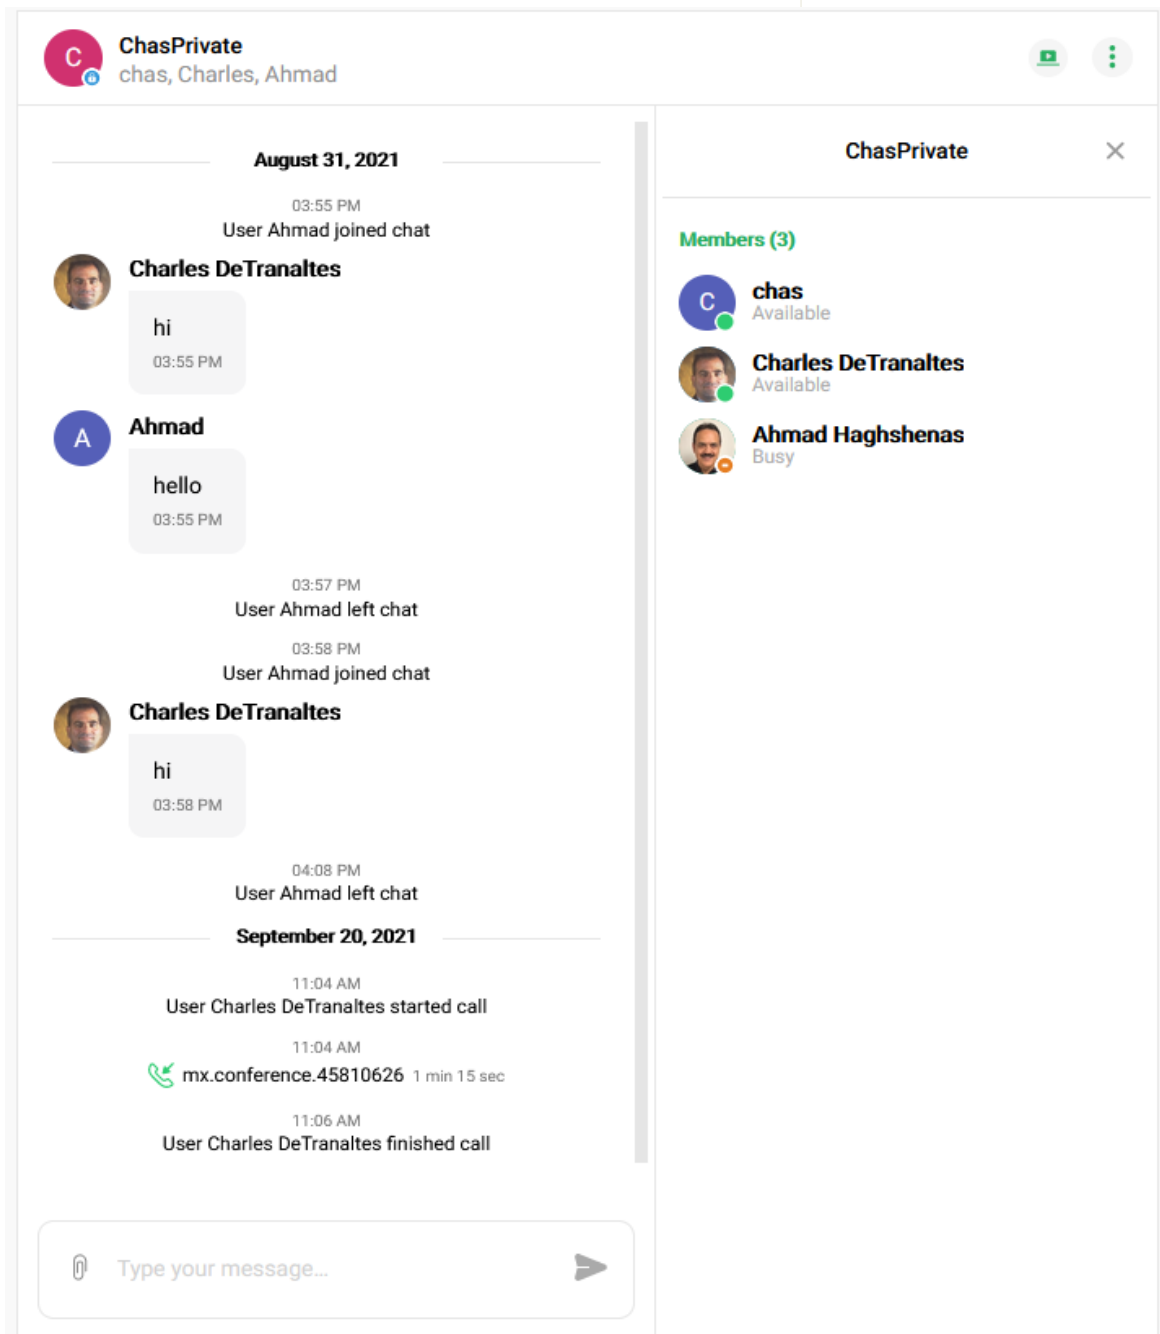 C
ChasPrivate
chas, Charles, Ahmad
August 31, 2021
03:55 PM
User Ahmad joined chat
Charles DeTranaltes
hi
03:55 PM
A
Ahmad
hello
03:55 PM
03:57 PM
User Ahmad left chat
03:58 PM
User Ahmad joined chat
Charles DeTranaltes
hi
03:58 PM
04:08 PM
User Ahmad left chat
September 20, 2021
11:04 AM
User Charles DeTranaltes started call
11:04 AM
mx.conference.45810626 1 min 15 sec
11:06 AM
User Charles DeTranaltes finished call
Type your message...
ChasPrivate
Members (3)
C
chas
Available
Charles DeTranaltes
Available
Ahmad Haghshenas
Busy